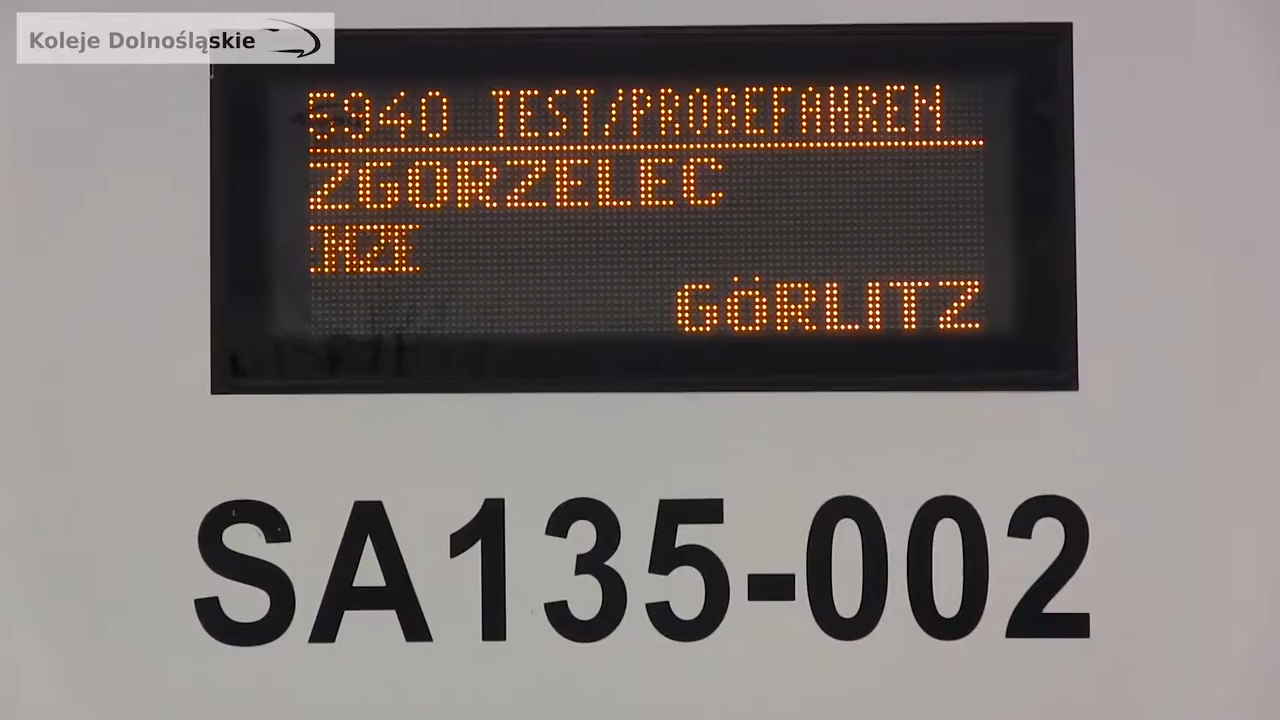 Koleje Dolnośląskie
5940 TEST/PROBEFAHREN
ZGORZELEC
GöRLITZ
SA135-002